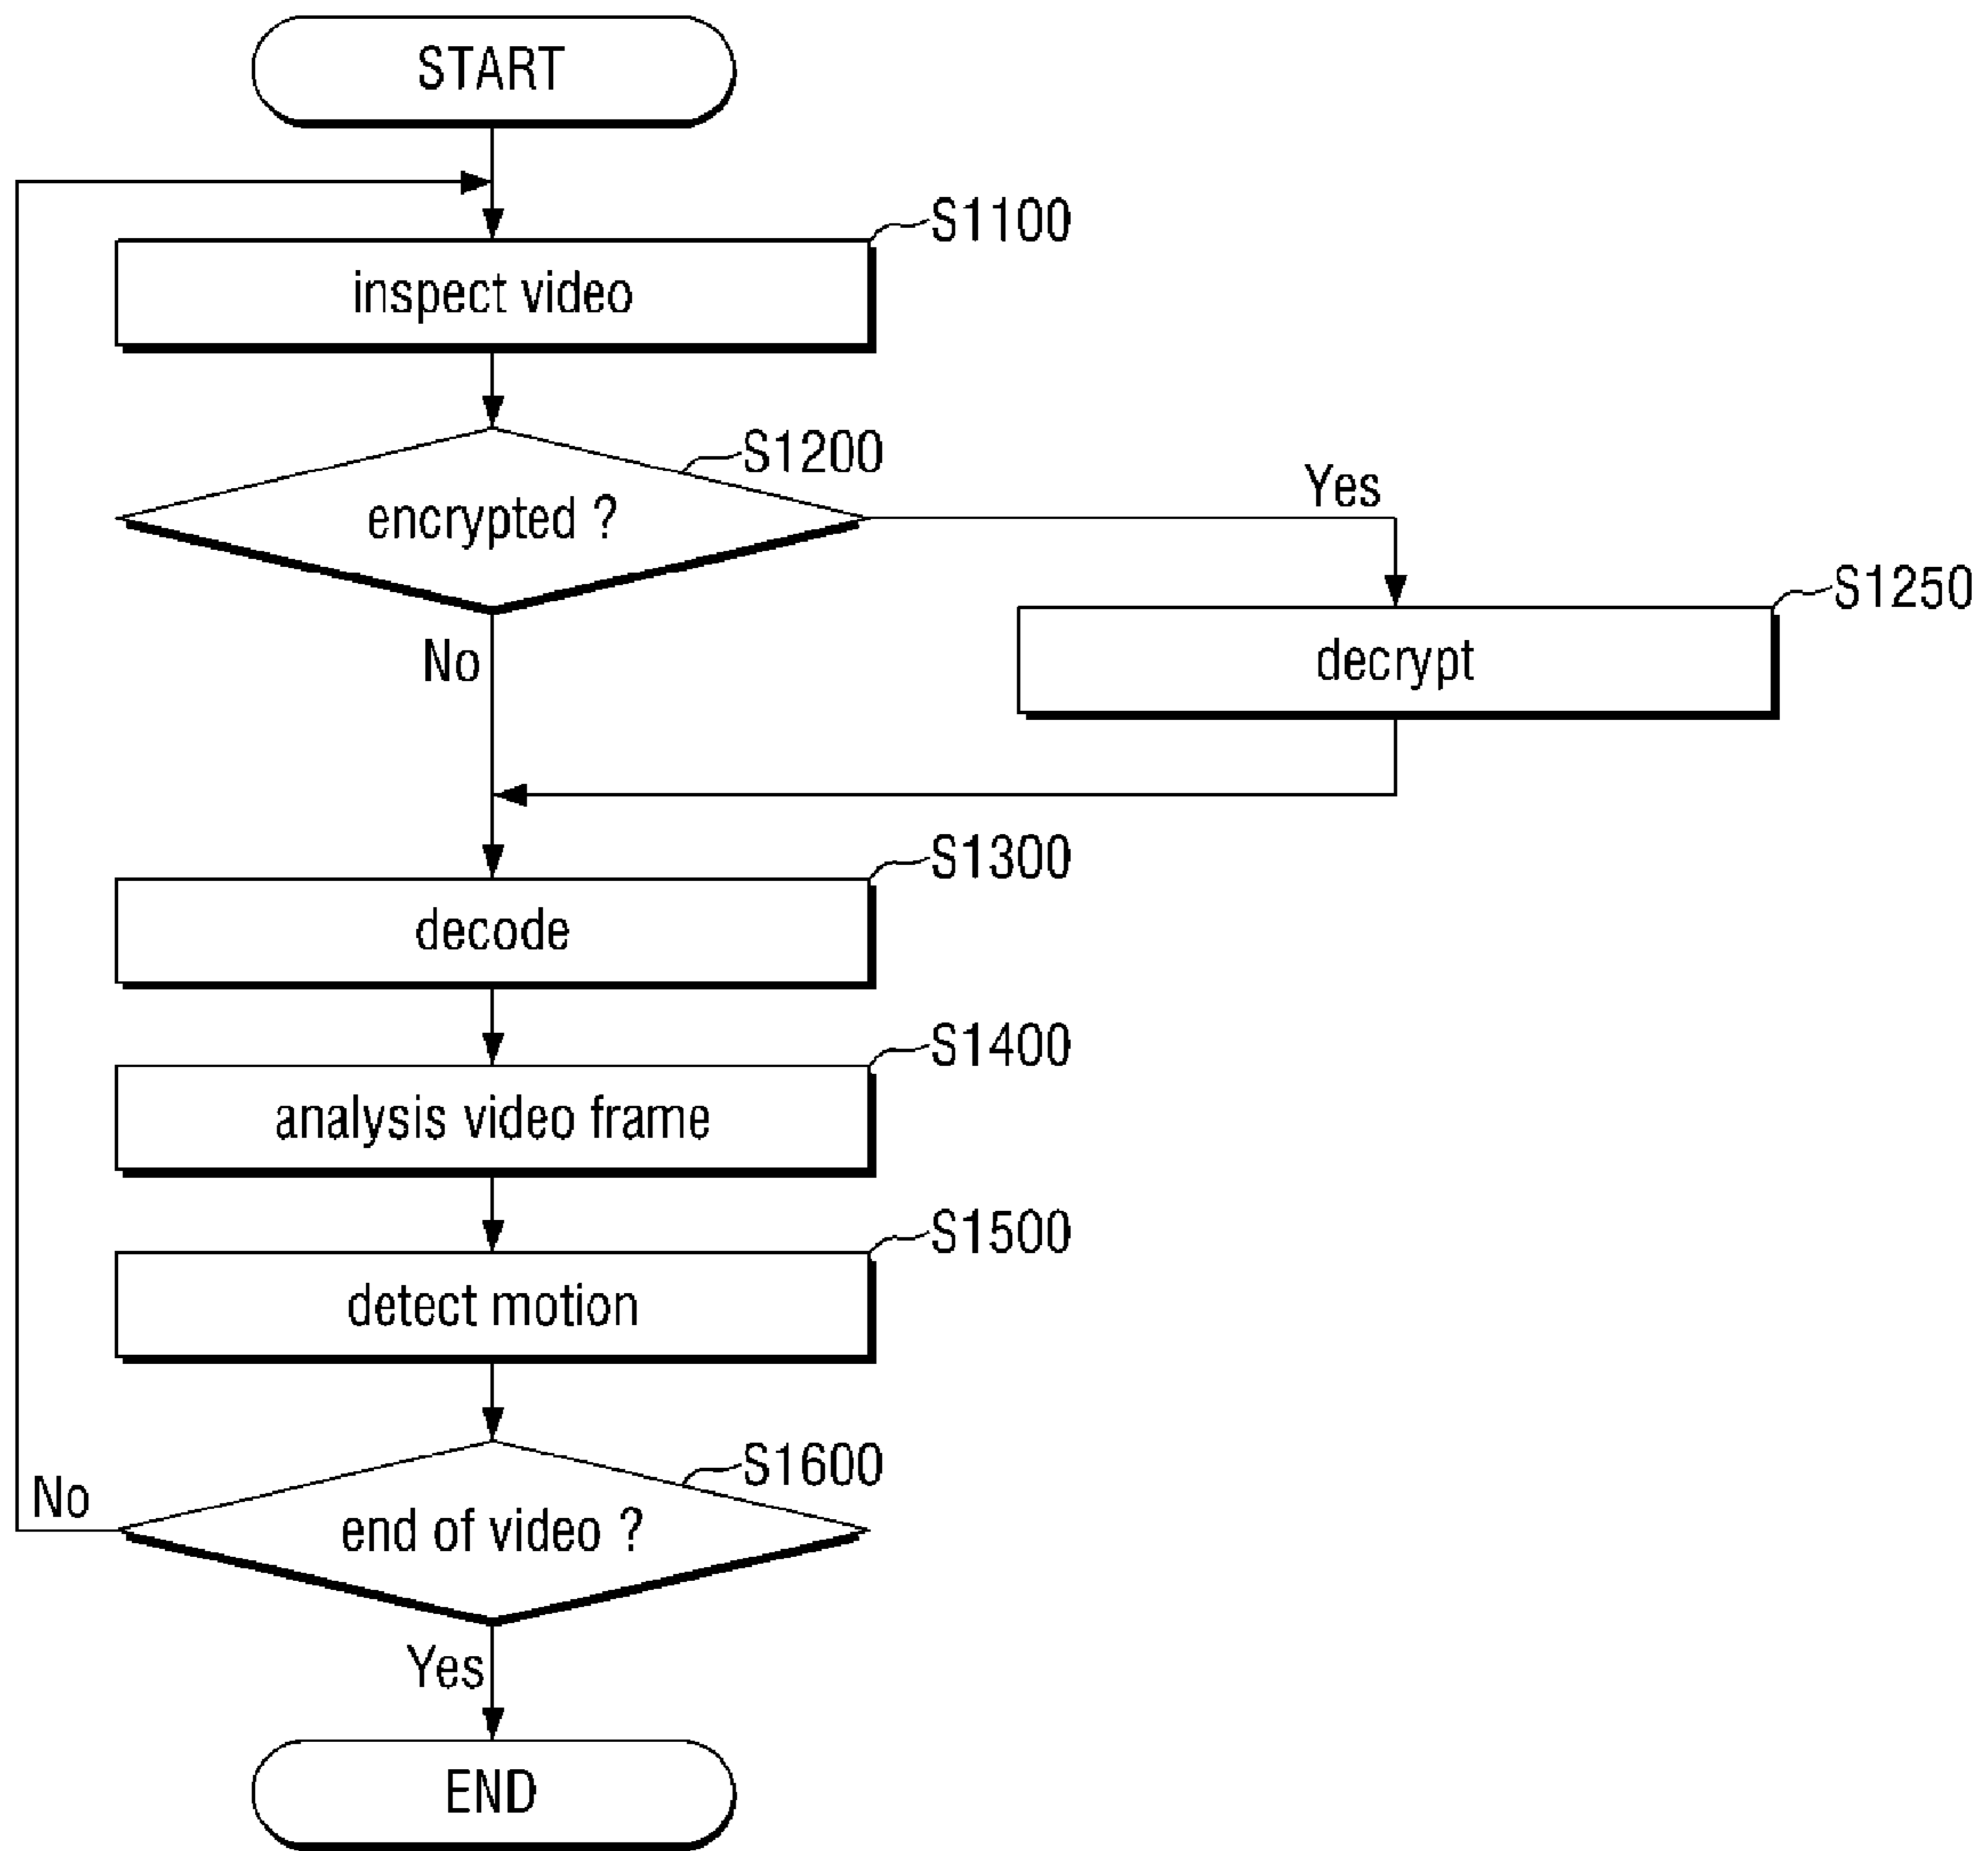 START
S1100
inspect video
S1200
encrypted ?
Yes
S1250
decrypt
No
S1300
decode
S1400
analysis video frame
S1500
detect motion
S1600
end of video ?
No
Yes
END